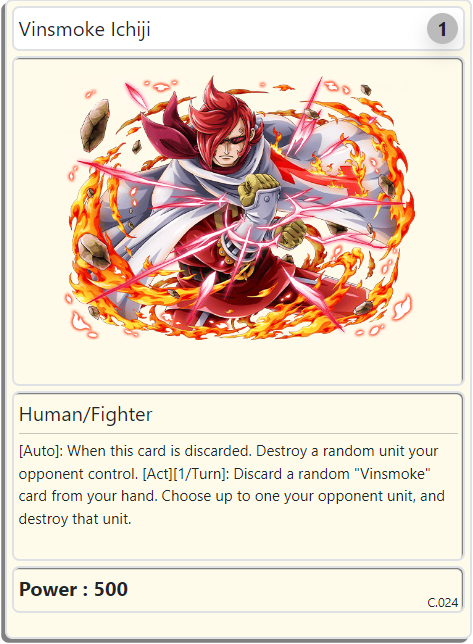 Vinsmoke Ichiji
1
Human/Fighter
[Auto]: When this card is discarded. Destroy a random unit your
opponent control. [Act][1/Turn]: Discard a random "Vinsmoke"
card from your hand. Choose up to one your opponent unit, and
destroy that unit.
Power : 500
C.024